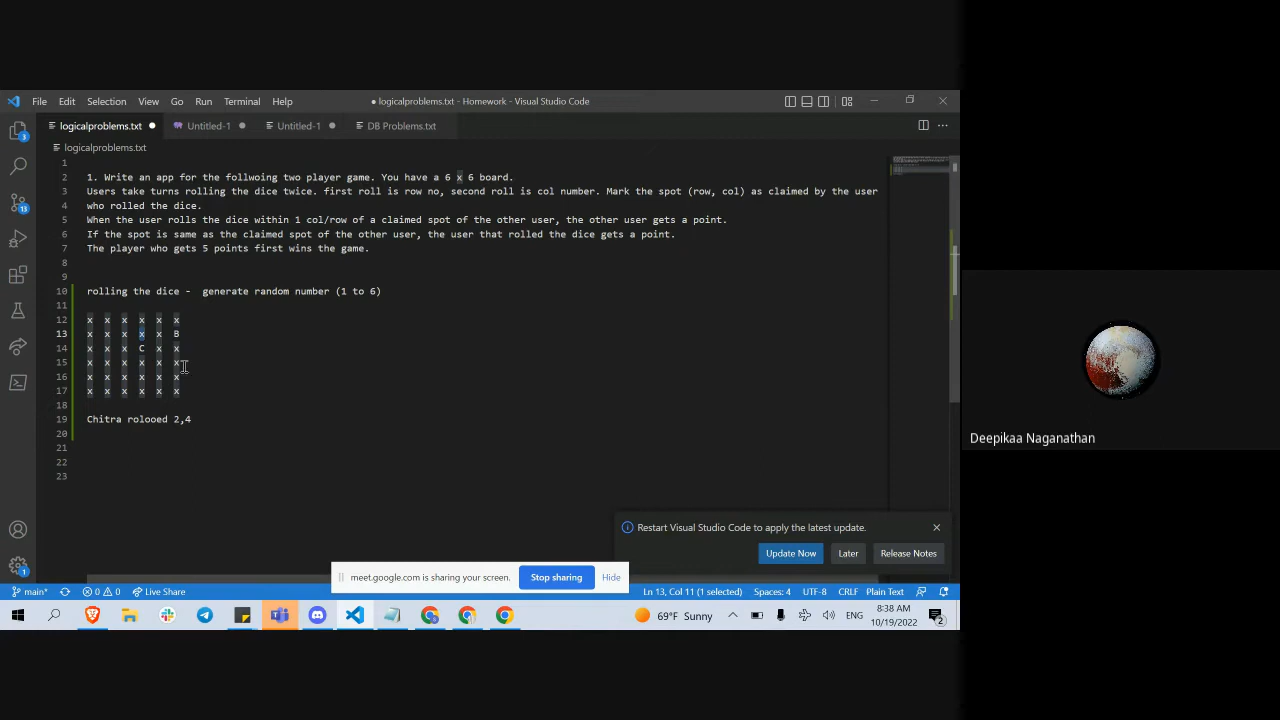 File Edit Selection View Go Run Terminal Help
● logicalproblems.txt - Homework - Visual Studio Code
logicalproblems.txt
Untitled-1
Untitled-1
DB Problems.txt
logicalproblems.txt
1
2 1. Write an app for the follwoing two player game. You have a 6 x 6 board.
3 Users take turns rolling the dice twice. first roll is row no, second roll is col number. Mark the spot (row, col) as claimed by the user
4 who rolled the dice.
5 When the user rolls the dice within 1 col/row of a claimed spot of the other user, the other user gets a point.
6 If the spot is same as the claimed spot of the other user, the user that rolled the dice gets a point.
7 The player who gets 5 points first wins the game.
8
9
10 rolling the dice - generate random number (1 to 6)
11
12 x x x x x x
13 x x x x x B
14 x x x C x x
15 x x x x x x
16 x x x x x x
17 x x x x x x
18
19 Chitra rolooed 2,4
20
21
22
23
3
13
1
Deepikaa Naganathan
Restart Visual Studio Code to apply the latest update.
Update Now Later Release Notes
meet.google.com is sharing your screen. Stop sharing Hide
main* 0 0 Live Share
Ln 13, Col 11 (1 selected) Spaces: 4 UTF-8 CRLF Plain Text
69°F Sunny
ENG
8:38 AM
10/19/2022
2